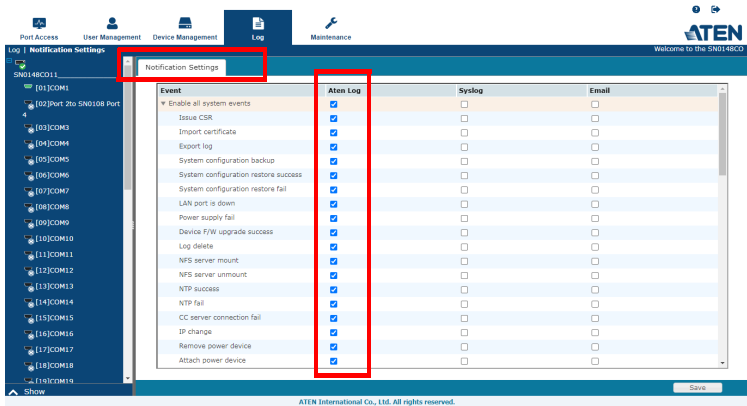 Port Access
User Management
Device Management
Log
Maintenance
ATEN
Log | Notification Settings
Welcome to the SN0148CO
SN0148CO11
[01]COM1
[02]Port 2to SN0108 Port
4
[03]COM3
[04]COM4
[05]COM5
[06]COM6
[07]COM7
[08]COM8
[09]COM9
[10]COM10
[11]COM11
[12]COM12
[13]COM13
[14]COM14
[15]COM15
[16]COM16
[17]COM17
[18]COM18
[19]COM19
Show
Notification Settings
Event Aten Log Syslog Email
Enable all system events
Issue CSR
Import certificate
Export log
System configuration backup
System configuration restore success
System configuration restore fail
LAN port is down
Power supply fail
Device F/W upgrade success
Log delete
NFS server mount
NFS server unmount
NTP success
NTP fail
CC server connection fail
IP change
Remove power device
Attach power device
Save
ATEN International Co., Ltd. All rights reserved.